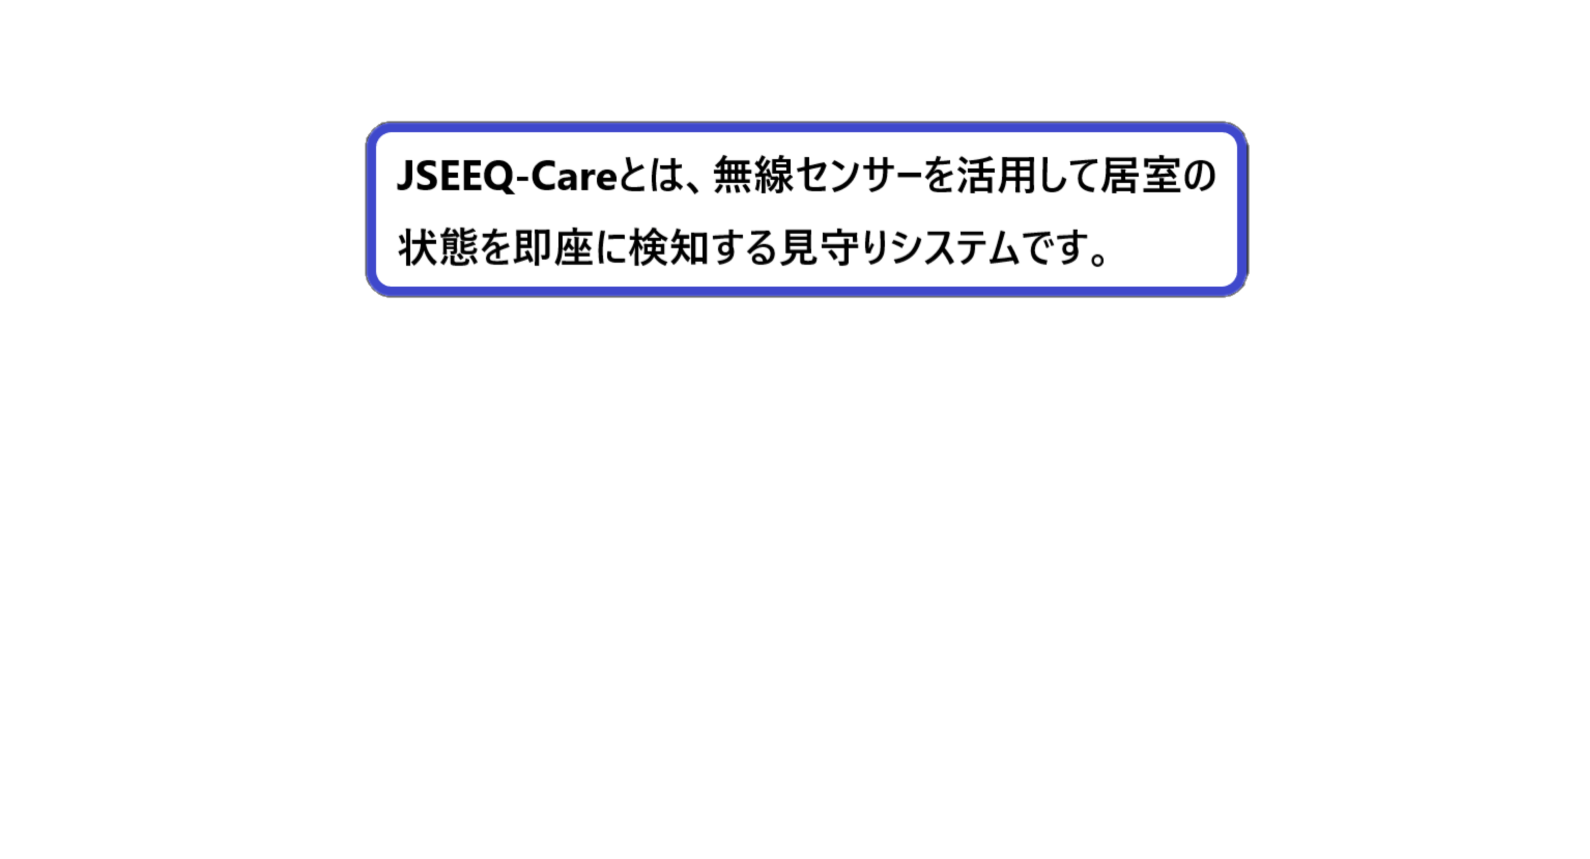 JSEEQ-Careとは、無線センサーを活用して居室の
状態を即座に検知する見守りシステムです。